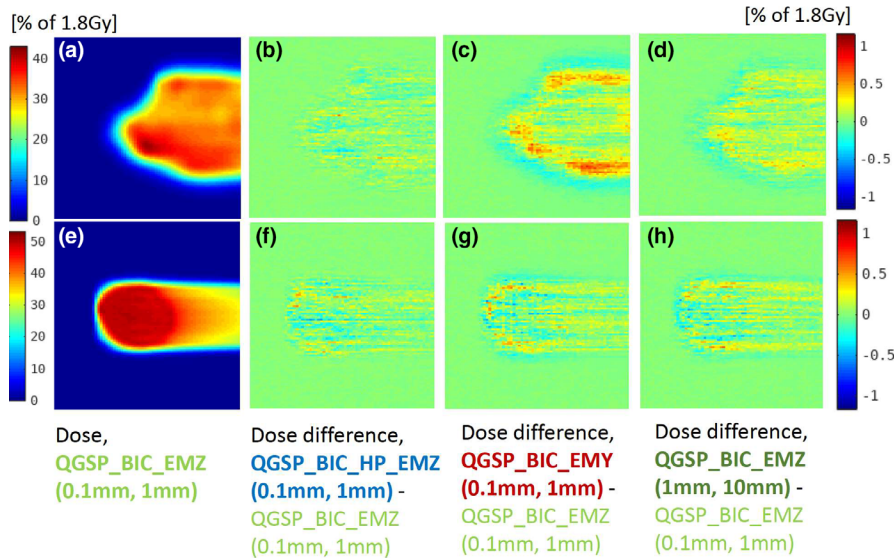 [% of 1.8Gy]
[% of 1.8Gy]
(a)
(b)
(c)
(d)
40
30
20
10
0
1
0.5
0
-0.5
-1
(e)
(f)
(g)
(h)
50
40
30
20
10
0
1
0.5
0
-0.5
-1
Dose,
QGSP_BIC_EMZ
(0.1mm, 1mm)
Dose difference,
QGSP_BIC_HP_EMZ
(0.1mm, 1mm) -
QGSP_BIC_EMZ
(0.1mm, 1mm)
Dose difference,
QGSP_BIC_EMY
(0.1mm, 1mm) -
QGSP_BIC_EMZ
(0.1mm, 1mm)
Dose difference,
QGSP_BIC_EMZ
(1mm, 10mm) -
QGSP_BIC_EMZ
(0.1mm, 1mm)